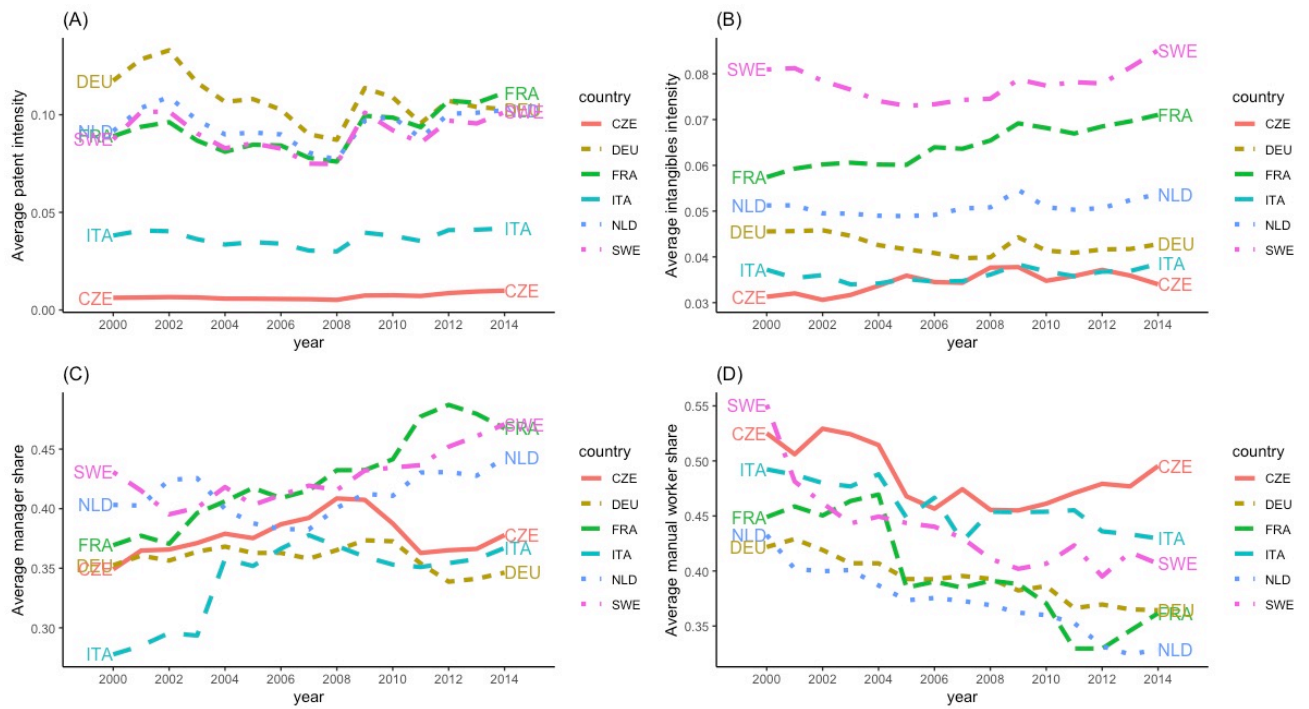 (A)
Average patent intensity
0.10
0.05
0.00
DEU
NLD
FRA
SWE
ITA
CZE
FRA
DEU
NLD
SWE
ITA
CZE
2000 2002 2004 2006 2008 2010 2012 2014
year
country
CZE
DEU
FRA
ITA
NLD
SWE
(B)
Average intangibles intensity
0.08
0.07
0.06
0.05
0.04
0.03
SWE
FRA
NLD
DEU
ITA
CZE
SWE
FRA
NLD
DEU
ITA
CZE
2000 2002 2004 2006 2008 2010 2012 2014
year
country
CZE
DEU
FRA
ITA
NLD
SWE
(C)
Average manager share
0.45
0.40
0.35
0.30
SWE
NLD
FRA
DEU
CZE
ITA
SWE
FRA
NLD
CZE
ITA
DEU
2000 2002 2004 2006 2008 2010 2012 2014
year
country
CZE
DEU
FRA
ITA
NLD
SWE
(D)
Average manual worker share
0.55
0.50
0.45
0.40
0.35
SWE
CZE
ITA
FRA
NLD
DEU
CZE
ITA
SWE
DEU
FRA
NLD
2000 2002 2004 2006 2008 2010 2012 2014
year
country
CZE
DEU
FRA
ITA
NLD
SWE